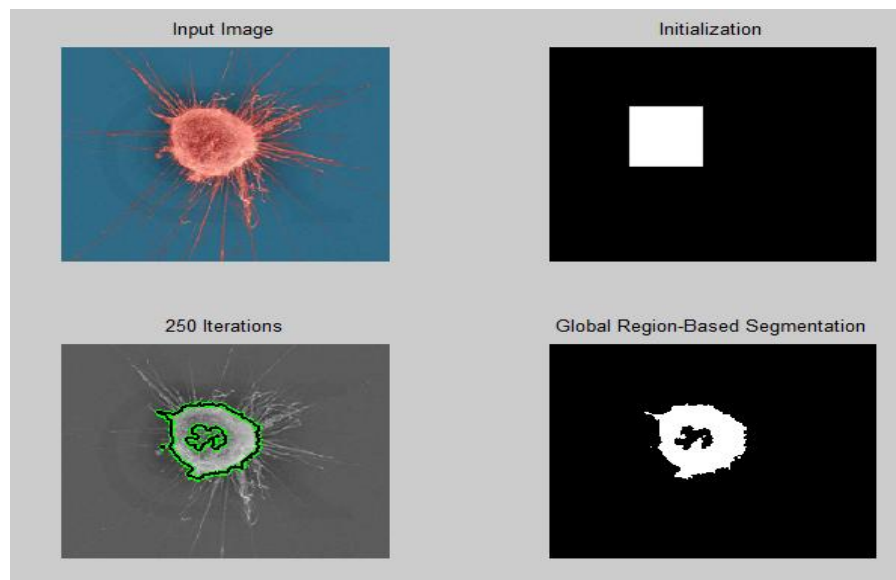 Input Image
Initialization
250 Iterations
Global Region-Based Segmentation